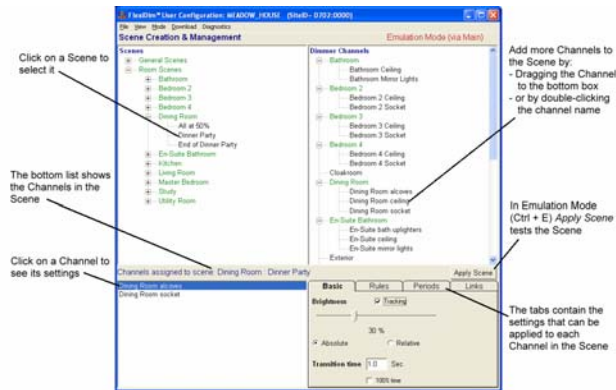 FlexiDim® User Configuration: MEADOW_HOUSE (SiteID- 0702:0000)
File View Mode Download Diagnostics
Scene Creation & Management
Emulation Mode (via Main)
Scenes
General Scenes
Room Scenes
Bathroom
Bedroom 2
Bedroom 3
Bedroom 4
Dining Room
All at 50%
Dinner Party
End of Dinner Party
En-Suite Bathroom
Kitchen
Living Room
Master Bedroom
Study
Utility Room
Dimmer Channels
Bathroom
Bathroom Ceiling
Bathroom Mirror Lights
Bedroom 2
Bedroom 2 Ceiling
Bedroom 2 Socket
Bedroom 3
Bedroom 3 Ceiling
Bedroom 3 Socket
Bedroom 4
Bedroom 4 Ceiling
Bedroom 4 Socket
Cloakroom
Dining Room
Dining Room alcoves
Dining Room ceiling
Dining Room socket
En-Suite Bathroom
En-Suite bath uplighters
En-Suite ceiling
En-Suite mirror lights
Exterior
Channels assigned to scene: Dining Room : Dinner Party
Apply Scene
Dining Room alcoves
Dining Room socket
Basic Rules Periods Links
Brightness Tracking
30 %
Absolute Relative
Transition time 1.0 Sec
100% time
Click on a Scene to
select it
The bottom list shows
the Channels in the
Scene
Click on a Channel to
see its settings
Add more Channels to
the Scene by:
- Dragging the Channel
to the bottom box
- or by double-clicking
the channel name
In Emulation Mode
(Ctrl + E) Apply Scene
tests the Scene
The tabs contain the
settings that can be
applied to each
Channel in the Scene